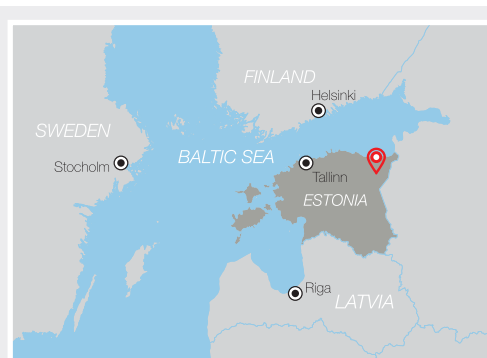 FINLAND
Helsinki
SWEDEN
BALTIC SEA
Stocholm
Tallinn
ESTONIA
Riga
LATVIA